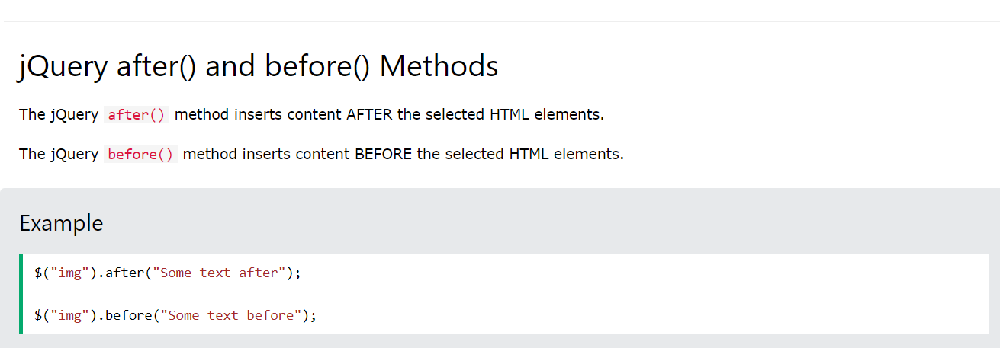 jQuery after() and before() Methods
The jQuery after() method inserts content AFTER the selected HTML elements.
The jQuery before() method inserts content BEFORE the selected HTML elements.
Example
$("img").after("Some text after");
$("img").before("Some text before");